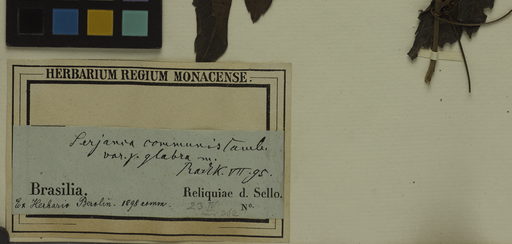 HERBARIUM REGIUM MONACENSE.
Serjania communis Camb.
var. γ. glabra m.
Radlk. VII. 95.
Brasilia. Reliquiae d. Sello.
Ex Herbario Berolin. 1898 comm. Nº.